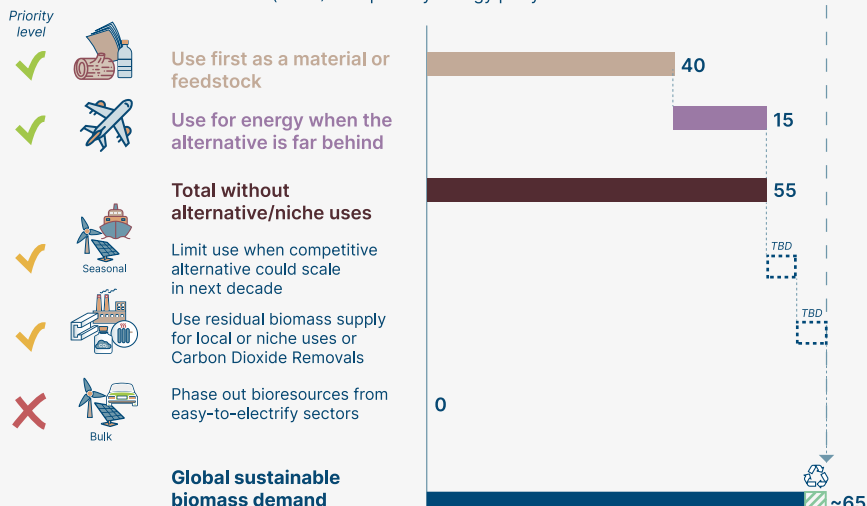 Priority
level
Use first as a material or
feedstock
40
Use for energy when the
alternative is far behind
15
Total without
alternative/niche uses
55
Seasonal
Limit use when competitive
alternative could scale
in next decade
TBD
Use residual biomass supply
for local or niche uses or
Carbon Dioxide Removals
TBD
Phase out bioresources from
easy-to-electrify sectors
0
Bulk
Global sustainable
biomass demand
~65